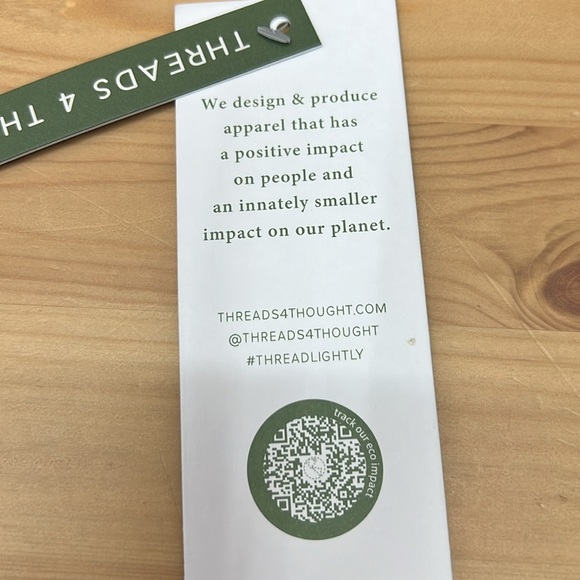 THREADS 4 TH
We design & produce
apparel that has
a positive impact
on people and
an innately smaller
impact on our planet.
THREADS4THOUGHT.COM
@THREADS4THOUGHT
#THREADLIGHTLY
track our eco impact